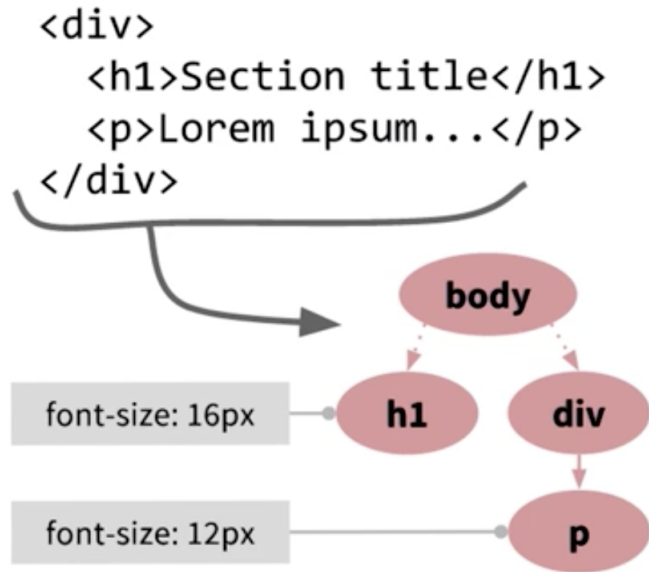 <div>
<h1>Section title</h1>
<p>Lorem ipsum...</p>
</div>
body
font-size: 16px
h1
div
font-size: 12px
p